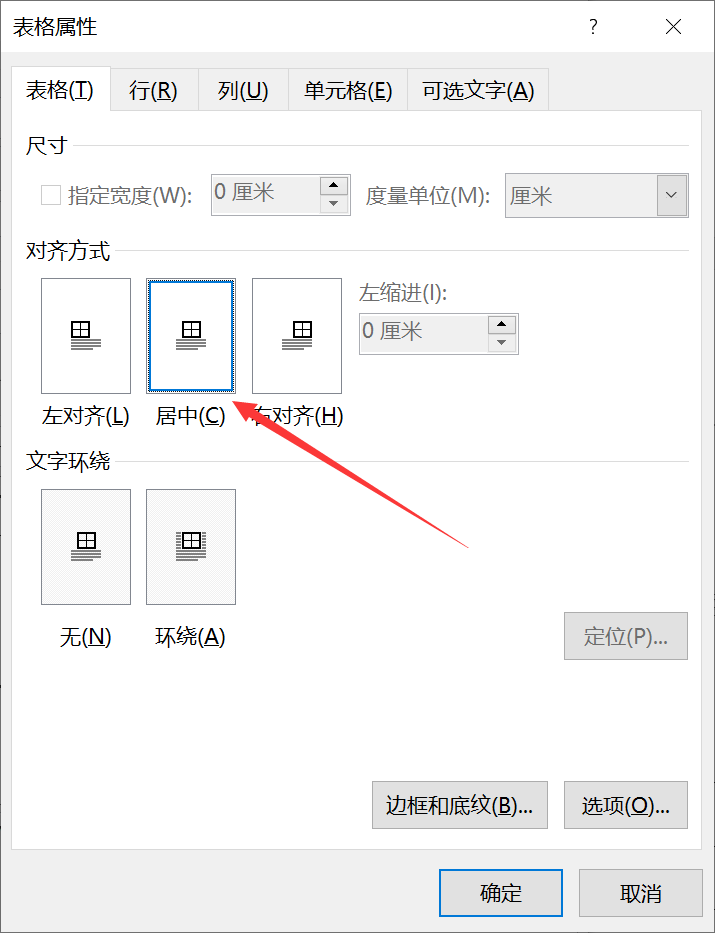 表格属性
?
表格(T) 行(R) 列(U) 单元格(E) 可选文字(A)
尺寸
指定宽度(W): 0 厘米 度量单位(M): 厘米
对齐方式
左缩进(I):
0 厘米
左对齐(L) 居中(C) 右对齐(H)
文字环绕
无(N) 环绕(A) 定位(P)...
边框和底纹(B)... 选项(O)...
确定 取消